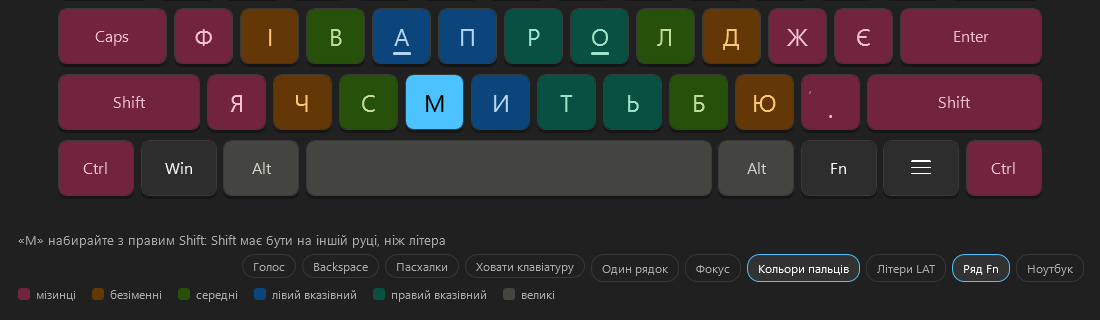 Caps Ф І В А П Р О Л Д Ж Є Enter
Shift Я Ч С М И Т Ь Б Ю , . Shift
Ctrl Win Alt Alt Fn Ctrl
«М» набирайте з правим Shift: Shift має бути на іншій руці, ніж літера
Голос Backspace Пасхалки Ховати клавіатуру Один рядок Фокус Кольори пальців Літери LAT Ряд Fn Ноутбук
мізинці безіменні середні лівий вказівний правий вказівний великі